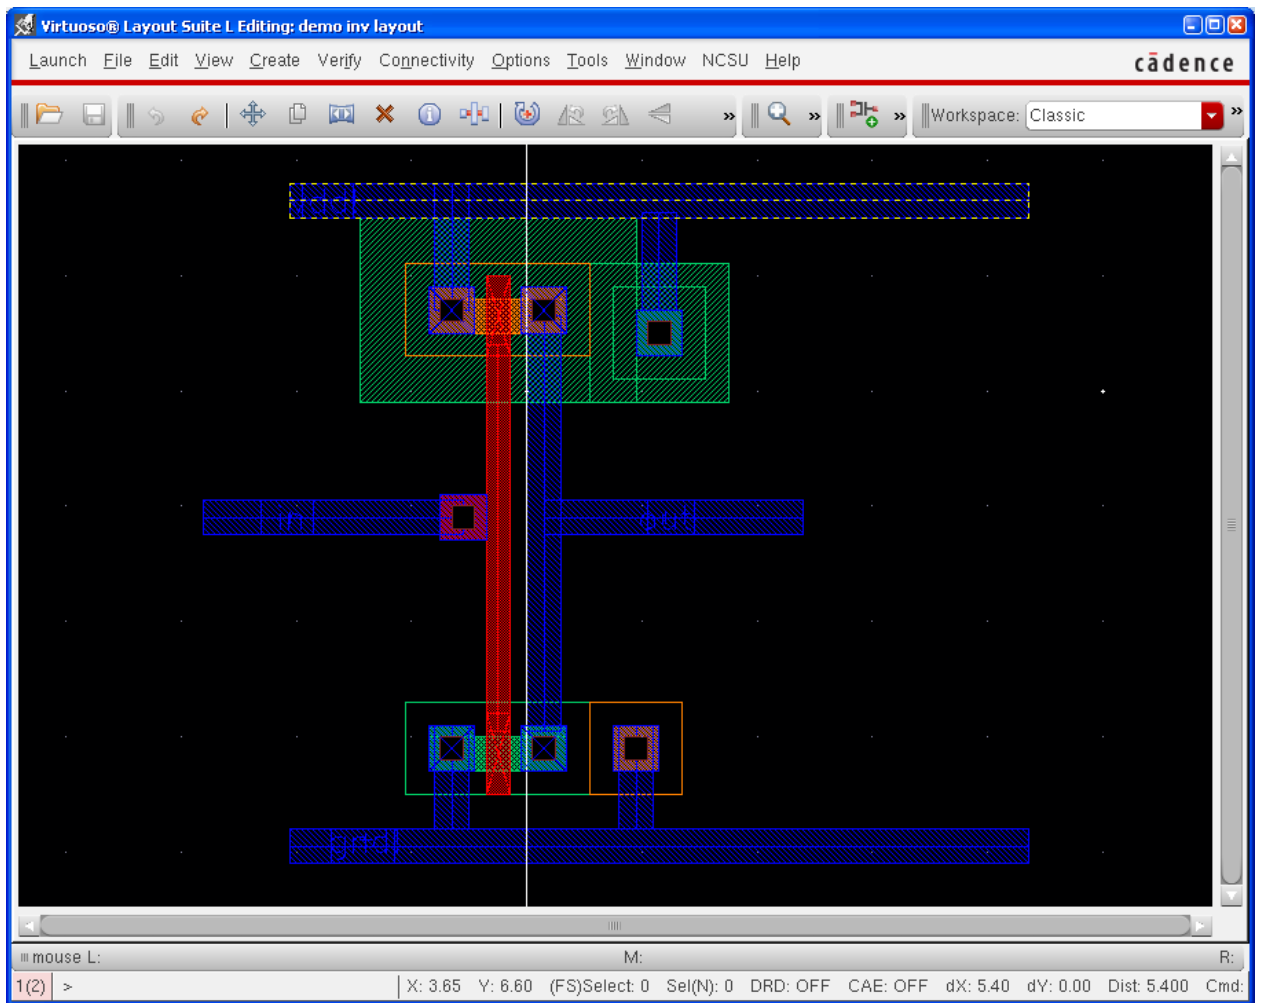 Virtuoso® Layout Suite L Editing: demo inv layout
Launch File Edit View Create Verify Connectivity Options Tools Window NCSU Help
cādence
» » » Workspace: Classic »
vdd!
in out
gnd!
mouse L: M: R:
1(2) > X: 3.65 Y: 6.60 (FS)Select: 0 Sel(N): 0 DRD: OFF CAE: OFF dX: 5.40 dY: 0.00 Dist: 5.400 Cmd: